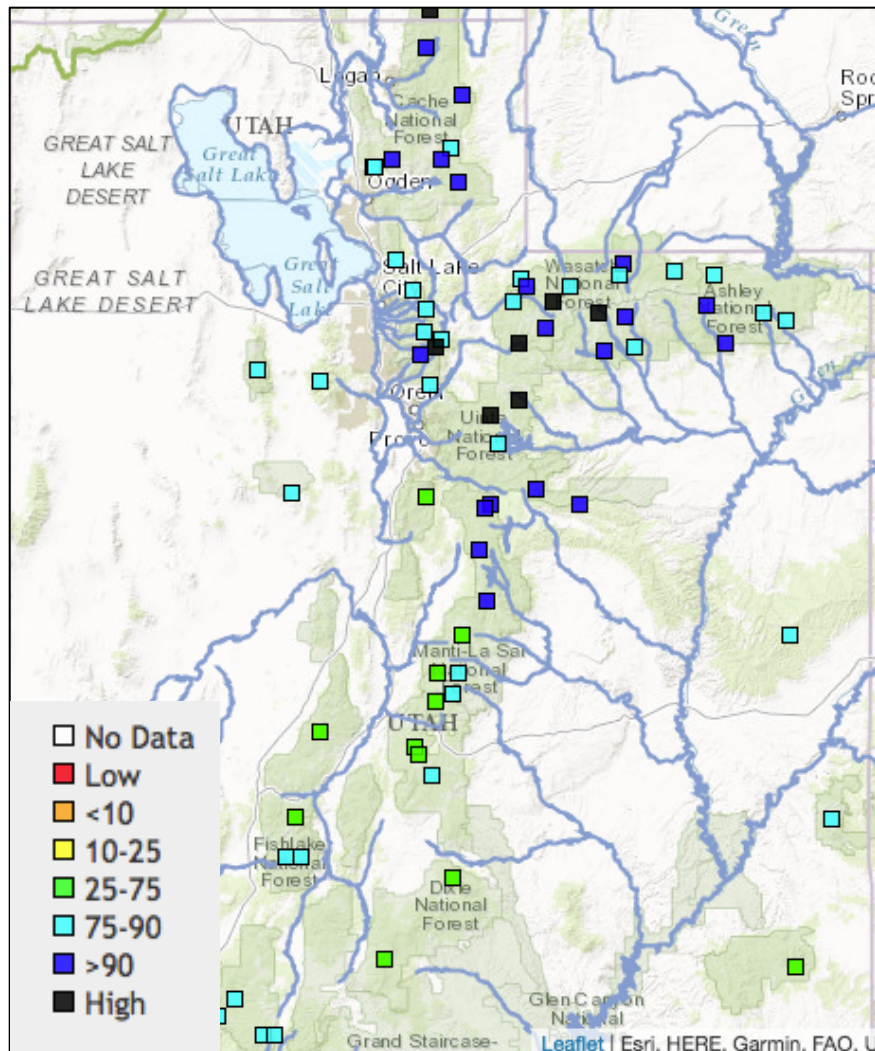 Green
Logan
Roc
Spr
Cache
National
Forest
UTAH
GREAT SALT
LAKE
DESERT
Great
Salt Lake
Ogden
GREAT SALT
LAKE DESERT
Great
Salt
Lake
Salt Lake
City
Wasatch
National
Forest
Ashley
National
Forest
Green
Orem
Provo
Uinta
National
Forest
Manti-La Sal
National
Forest
UTAH
No Data
Low
<10
10-25
25-75
75-90
>90
High
Fishlake
National
Forest
Dixie
National
Forest
Glen Canyon
National
Grand Staircase-
Leaflet | Esri, HERE, Garmin, FAO, U